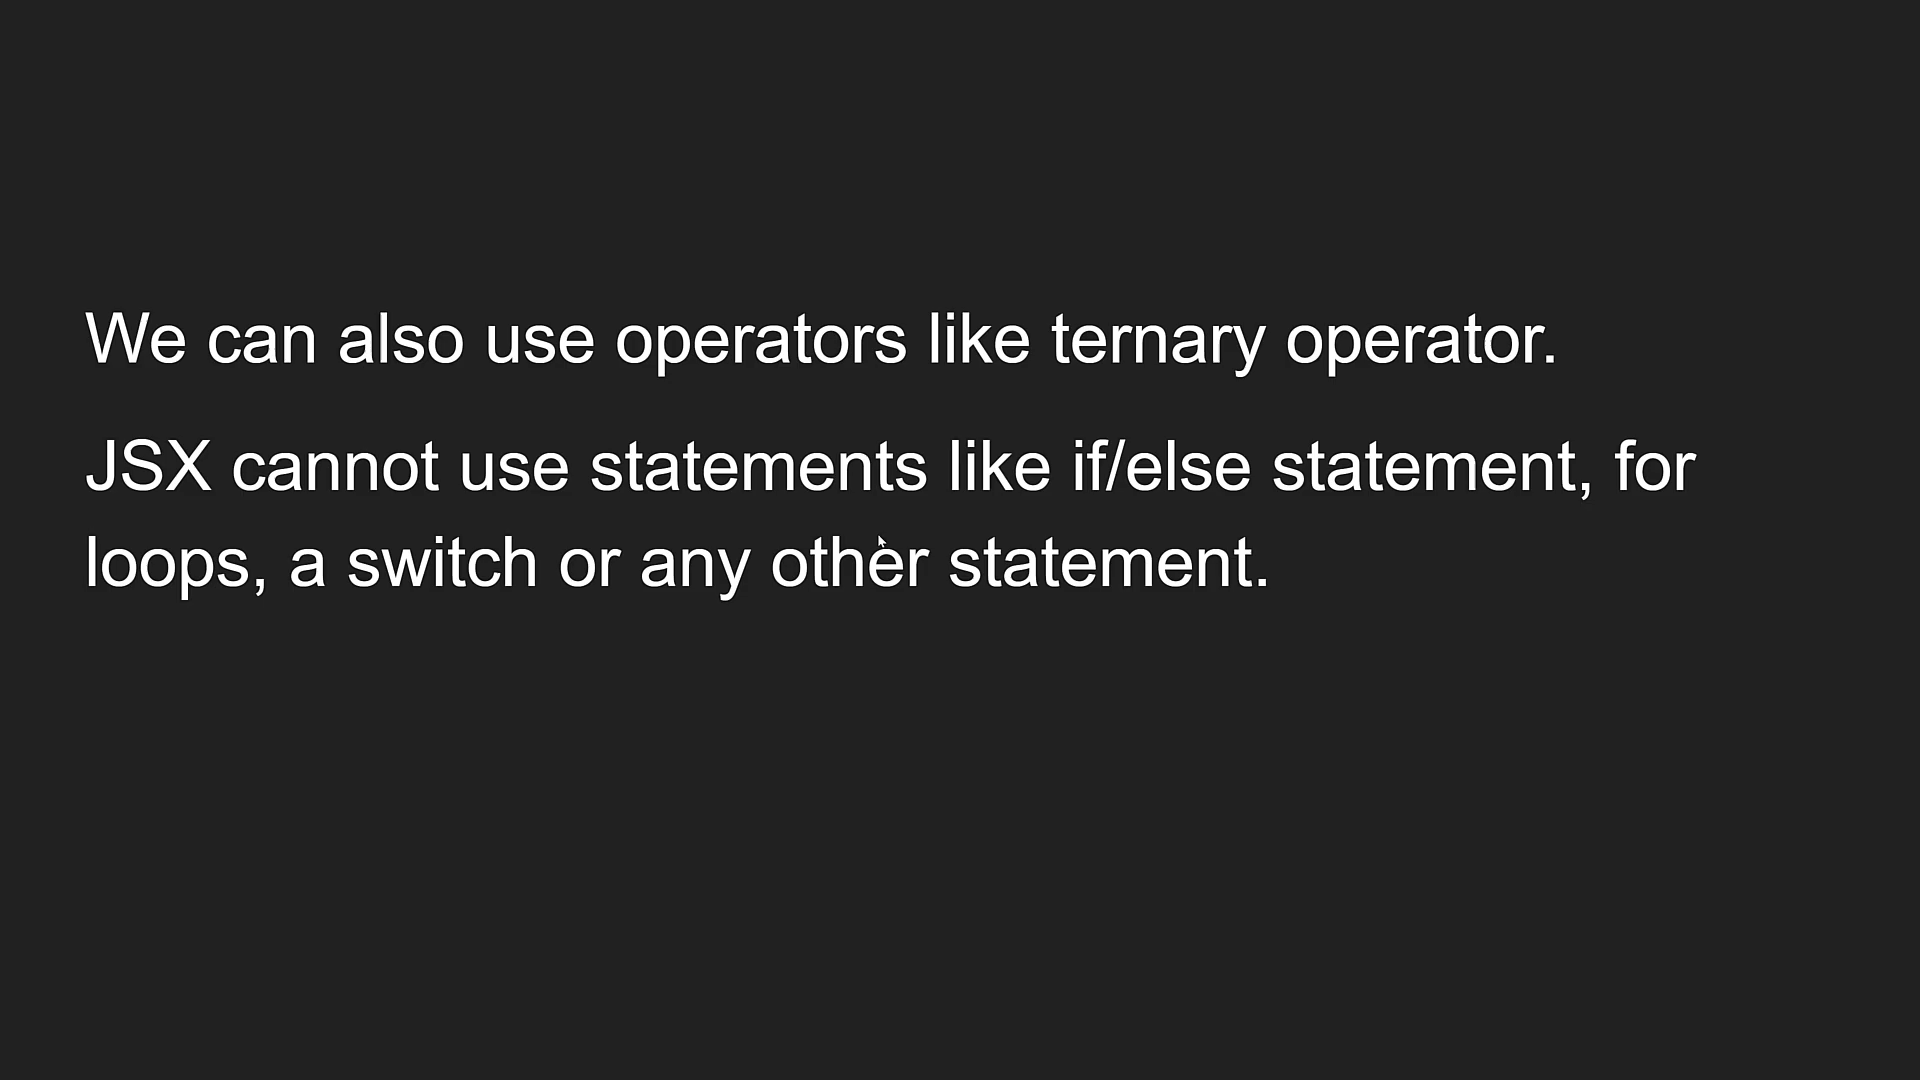 We can also use operators like ternary operator.
JSX cannot use statements like if/else statement, for
loops, a switch or any other statement.